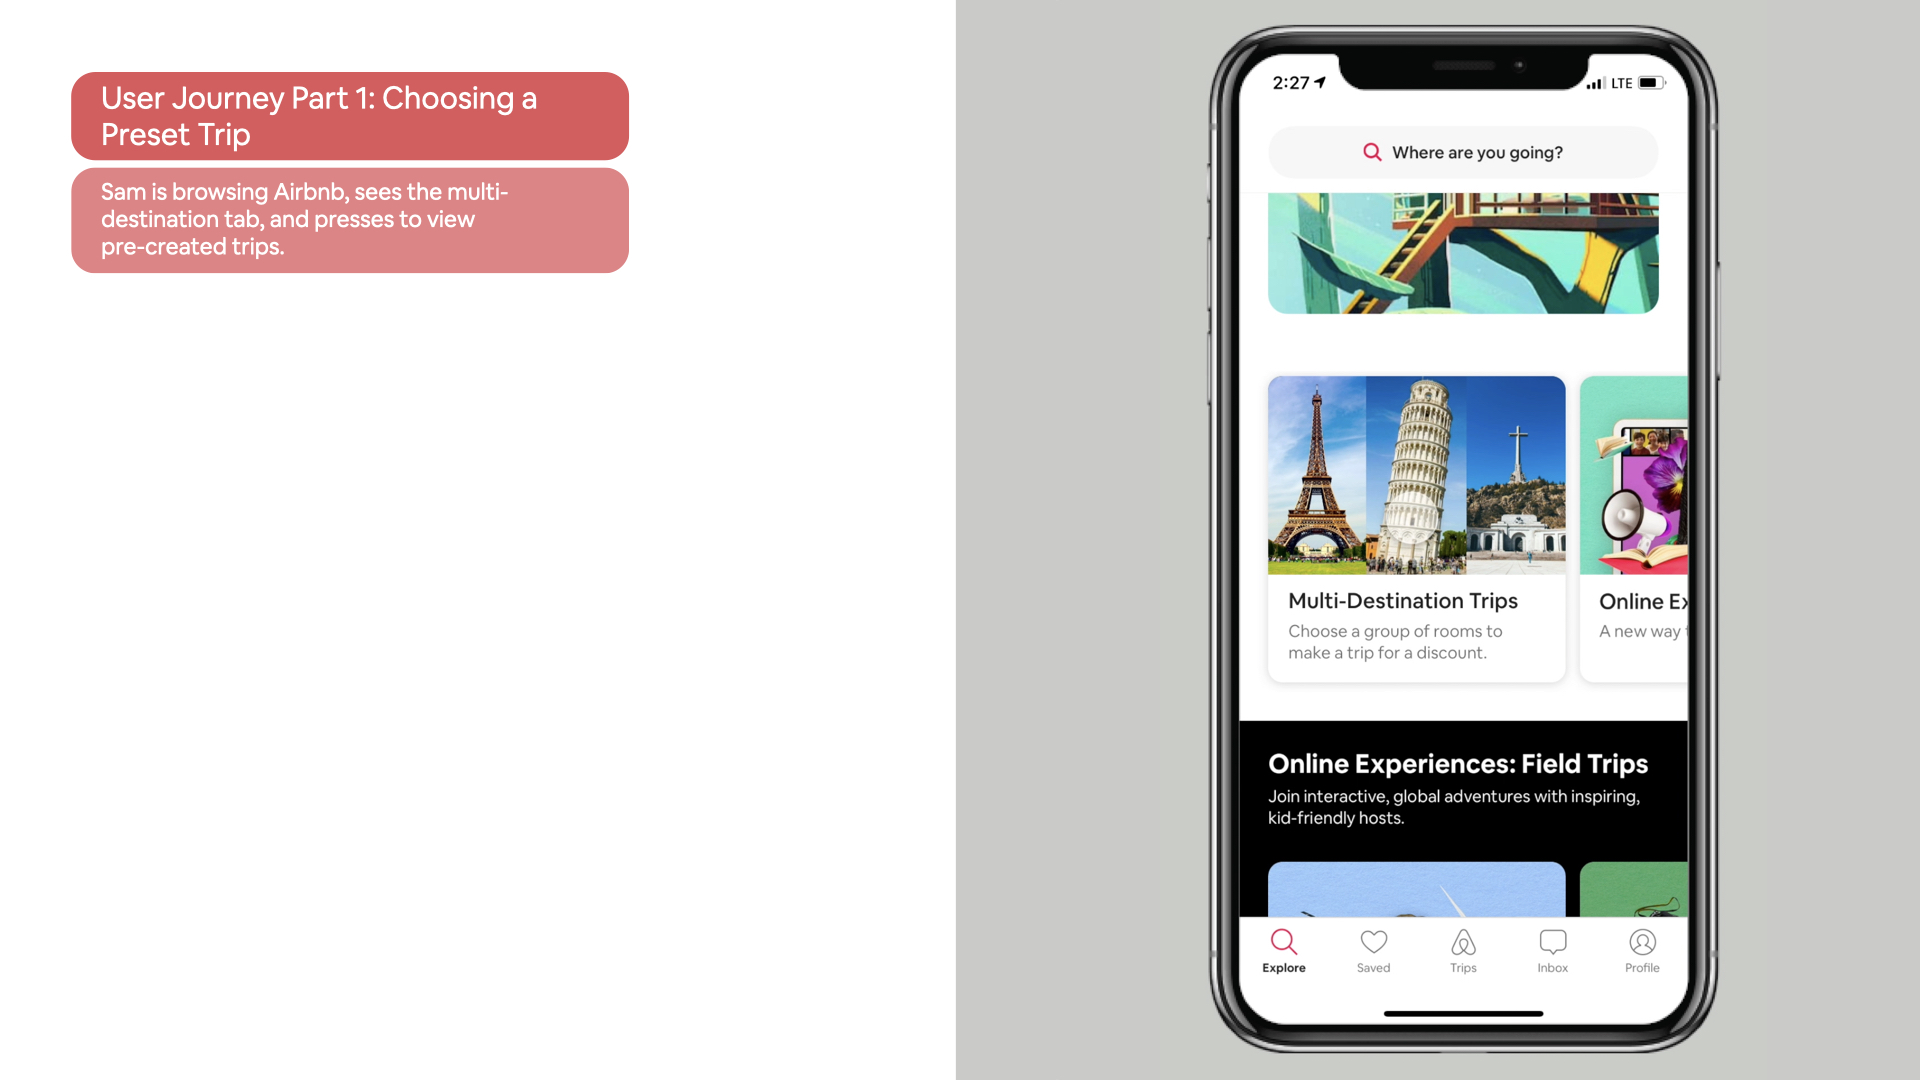 User Journey Part 1: Choosing a
Preset Trip
Sam is browsing Airbnb, sees the multi-
destination tab, and presses to view
pre-created trips.
2:27
LTE
Where are you going?
Multi-Destination Trips
Choose a group of rooms to
make a trip for a discount.
Online Ex
A new way
Online Experiences: Field Trips
Join interactive, global adventures with inspiring,
kid-friendly hosts.
Explore
Saved
Trips
Inbox
Profile